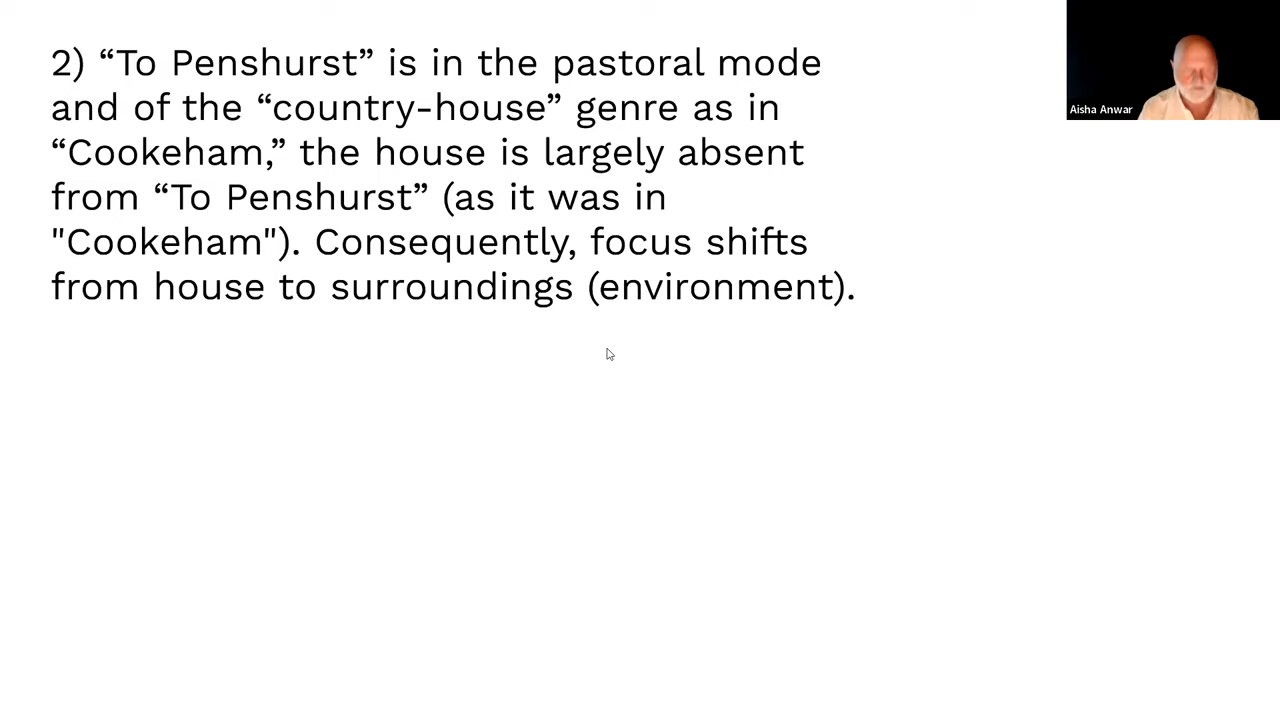 2) “To Penshurst” is in the pastoral mode
and of the “country-house” genre as in
“Cookeham,” the house is largely absent
from “To Penshurst” (as it was in
"Cookeham"). Consequently, focus shifts
from house to surroundings (environment).
Aisha Anwar